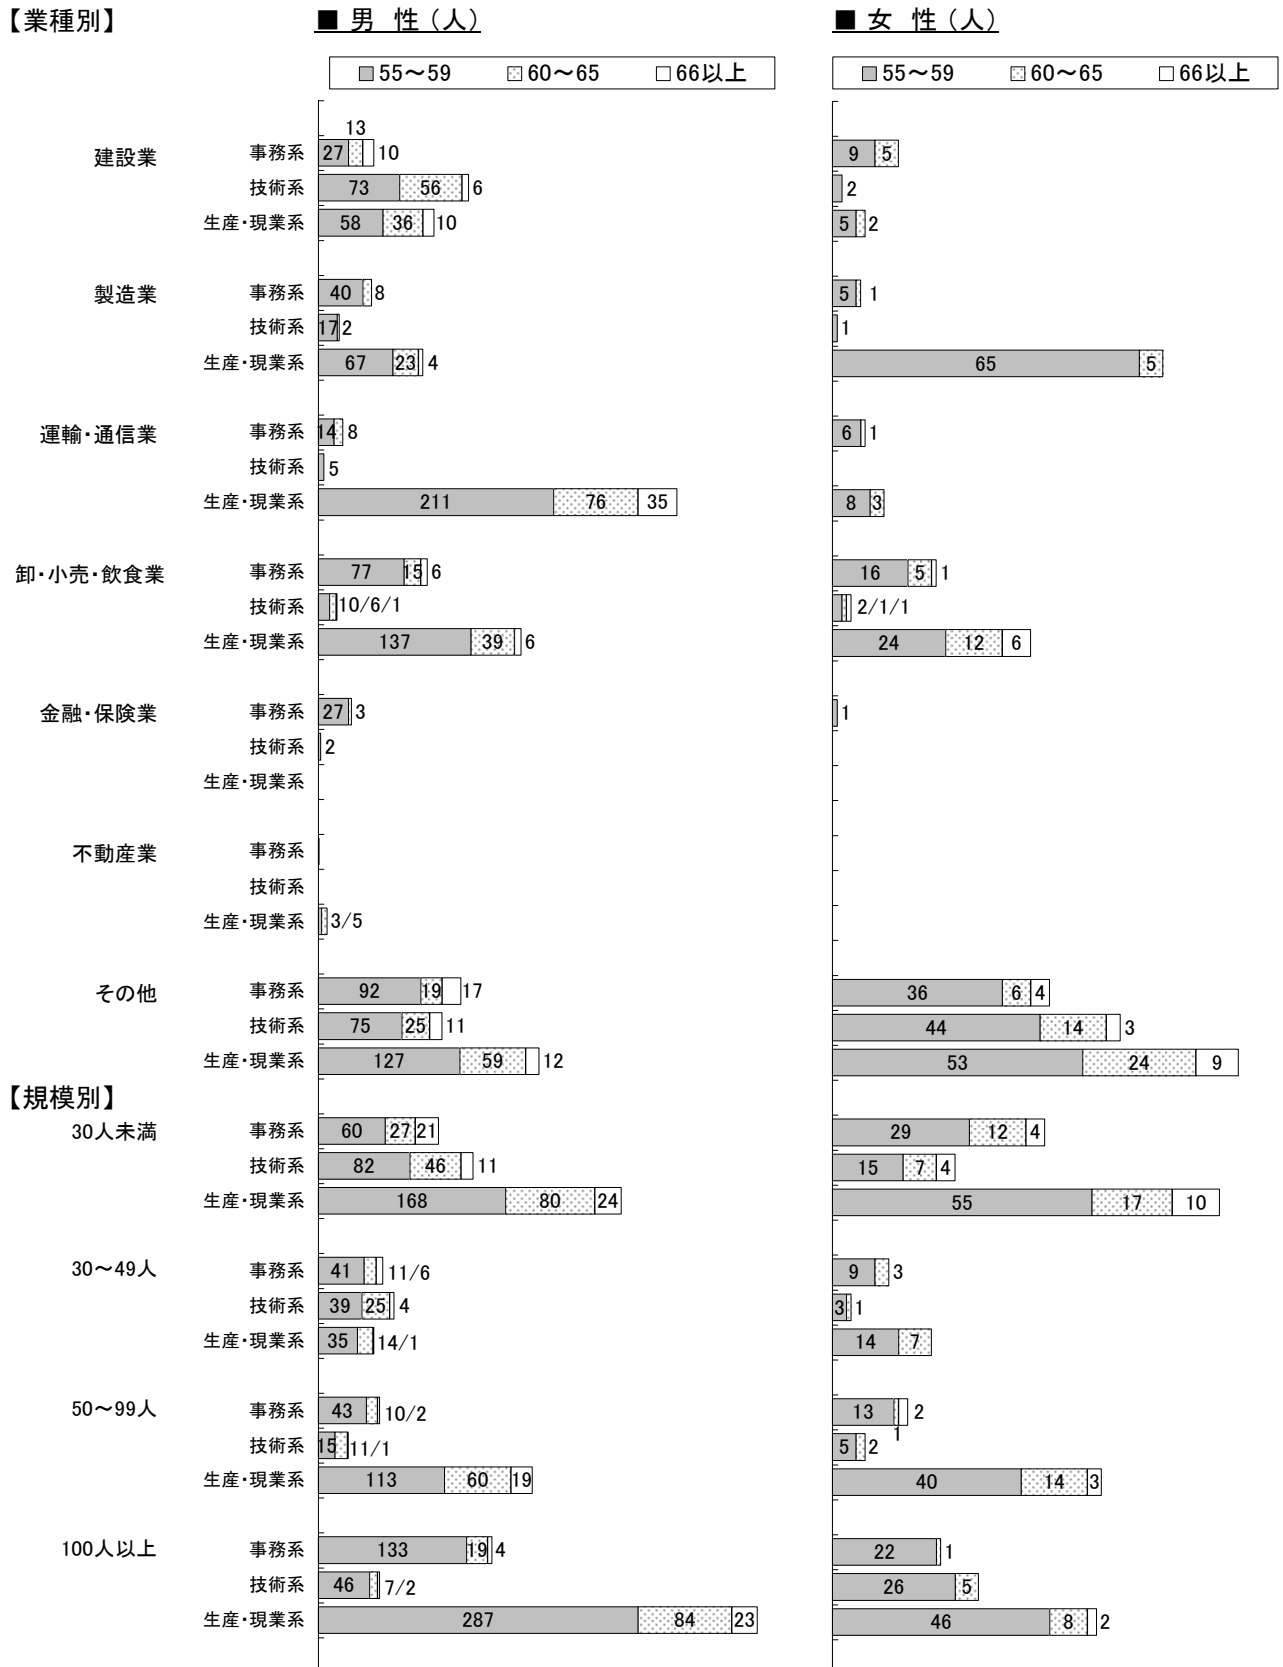 【業種別】 ■ 男 性（人） ■ 女 性（人）
55～59 60～65 66以上 55～59 60～65 66以上
13
建設業 事務系 27 10 9 5
技術系 73 56 6 2
生産・現業系 58 36 10 5 2
製造業 事務系 40 8 5 1
技術系 17 2 1
生産・現業系 67 23 4 65 5
運輸・通信業 事務系 14 8 6 1
技術系 5
生産・現業系 211 76 35 8 3
卸・小売・飲食業 事務系 77 15 6 16 5 1
技術系 10/6/1 2/1/1
生産・現業系 137 39 6 24 12 6
金融・保険業 事務系 27 3 1
技術系 2
生産・現業系
不動産業 事務系
技術系
生産・現業系 3/5
その他 事務系 92 19 17 36 6 4
技術系 75 25 11 44 14 3
生産・現業系 127 59 12 53 24 9
【規模別】
30人未満 事務系 60 27 21 29 12 4
技術系 82 46 11 15 7 4
生産・現業系 168 80 24 55 17 10
30～49人 事務系 41 11/6 9 3
技術系 39 25 4 3 1
生産・現業系 35 14/1 14 7
50～99人 事務系 43 10/2 13 2
1
技術系 15 11/1 5 2
生産・現業系 113 60 19 40 14 3
100人以上 事務系 133 19 4 22 1
技術系 46 7/2 26 5
生産・現業系 287 84 23 46 8 2